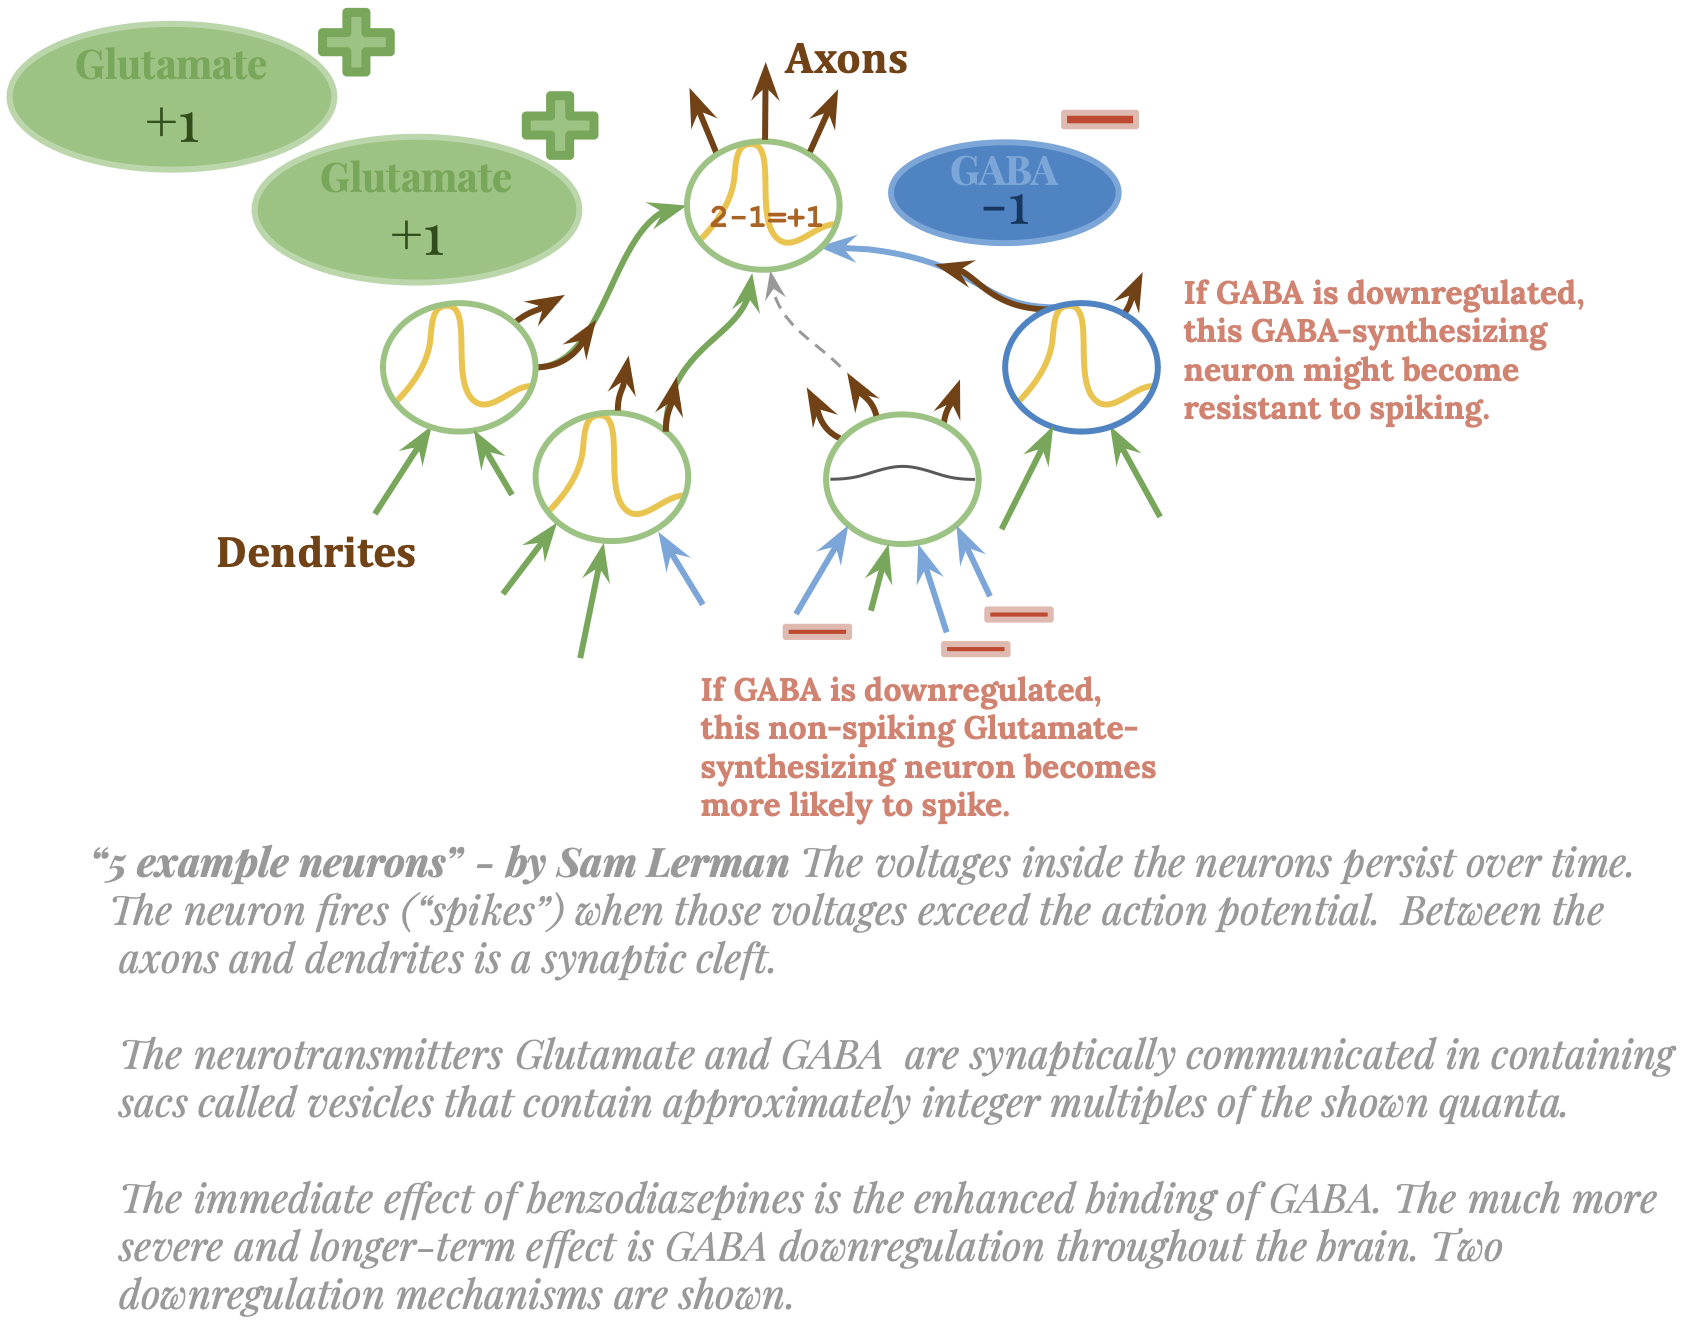 Glutamate
+1
Glutamate
+1
Axons
2-1=+1
GABA
-1
If GABA is downregulated,
this GABA-synthesizing
neuron might become
resistant to spiking.
Dendrites
If GABA is downregulated,
this non-spiking Glutamate-
synthesizing neuron becomes
more likely to spike.
“5 example neurons” - by Sam Lerman The voltages inside the neurons persist over time.
The neuron fires (“spikes”) when those voltages exceed the action potential. Between the
axons and dendrites is a synaptic cleft.
The neurotransmitters Glutamate and GABA are synaptically communicated in containing
sacs called vesicles that contain approximately integer multiples of the shown quanta.
The immediate effect of benzodiazepines is the enhanced binding of GABA. The much more
severe and longer-term effect is GABA downregulation throughout the brain. Two
downregulation mechanisms are shown.